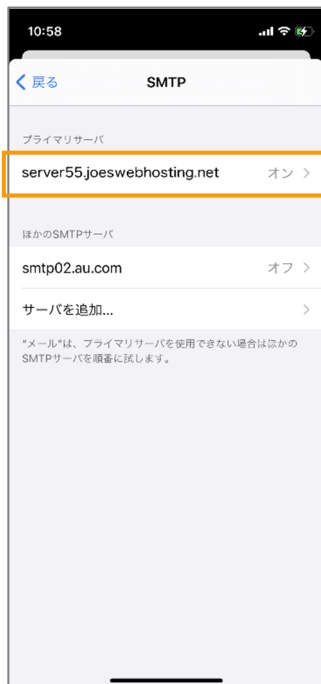 10:58
戻る
SMTP
プライマリサーバ
server55.joeswebhosting.net オン
ほかのSMTPサーバ
smtp02.au.com オフ
サーバを追加...
"メール"は、プライマリサーバを使用できない場合はほかの
SMTPサーバを順番に試します。